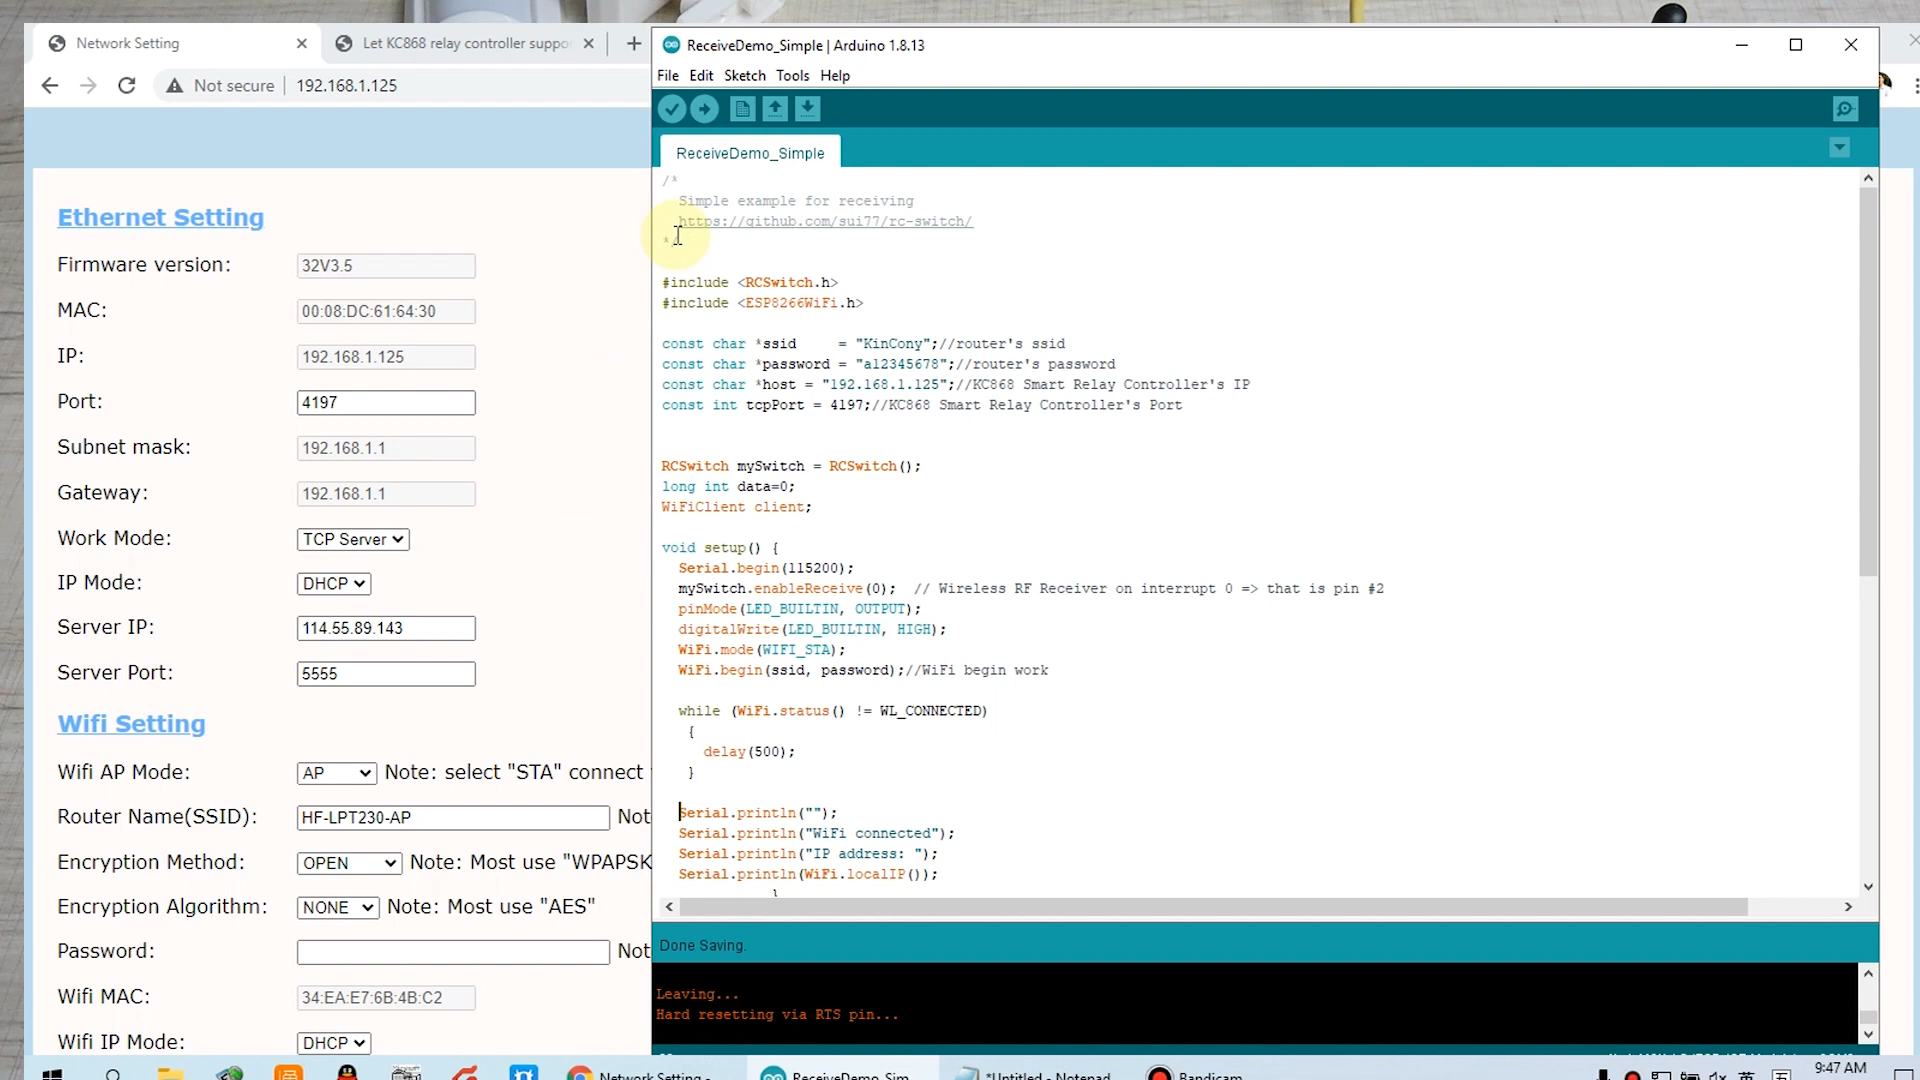 Network Setting
Let KC868 relay controller suppo
Not secure
192.168.1.125
Ethernet Setting
Firmware version:
32V3.5
MAC:
00:08:DC:61:64:30
IP:
192.168.1.125
Port:
4197
Subnet mask:
192.168.1.1
Gateway:
192.168.1.1
Work Mode:
TCP Server
IP Mode:
DHCP
Server IP:
114.55.89.143
Server Port:
5555
Wifi Setting
Wifi AP Mode:
AP
Note: select "STA" connect
Router Name(SSID):
HF-LPT230-AP
Not
Encryption Method:
OPEN
Note: Most use "WPAPSK
Encryption Algorithm:
NONE
Note: Most use "AES"
Password:
Not
Wifi MAC:
34:EA:E7:6B:4B:C2
Wifi IP Mode:
DHCP
ReceiveDemo_Simple | Arduino 1.8.13
File Edit Sketch Tools Help
ReceiveDemo_Simple
/*
Simple example for receiving
https://github.com/sui77/rc-switch/
*/
#include <RCSwitch.h>
#include <ESP8266WiFi.h>
const char *ssid     = "KinCony";//router's ssid
const char *password = "a12345678";//router's password
const char *host = "192.168.1.125";//KC868 Smart Relay Controller's IP
const int tcpPort = 4197;//KC868 Smart Relay Controller's Port
RCSwitch mySwitch = RCSwitch();
long int data=0;
WiFiClient client;
void setup() {
Serial.begin(115200);
mySwitch.enableReceive(0);  // Wireless RF Receiver on interrupt 0 => that is pin #2
pinMode(LED_BUILTIN, OUTPUT);
digitalWrite(LED_BUILTIN, HIGH);
WiFi.mode(WIFI_STA);
WiFi.begin(ssid, password);//WiFi begin work
while (WiFi.status() != WL_CONNECTED)
{
delay(500);
}
Serial.println("");
Serial.println("WiFi connected");
Serial.println("IP address: ");
Serial.println(WiFi.localIP());
Done Saving.
Leaving...
Hard resetting via RTS pin...
Network Setting -
ReceiveDemo_Sim
*Untitled - Notepad
Bandicam
英
9:47 AM